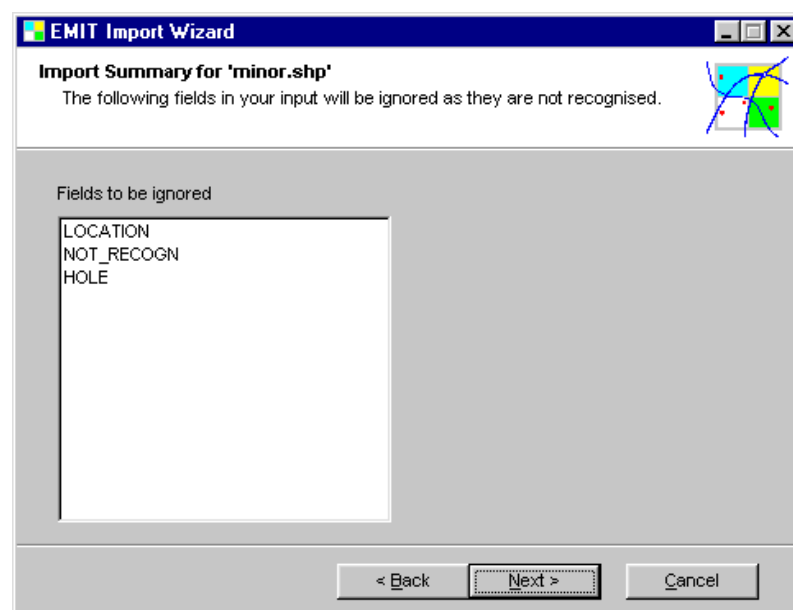 EMIT Import Wizard
Import Summary for 'minor.shp'
The following fields in your input will be ignored as they are not recognised.
Fields to be ignored
LOCATION
NOT_RECOGN
HOLE
< Back Next > Cancel